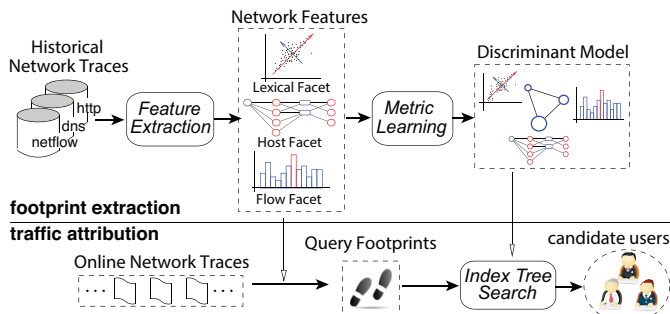 Historical
Network Traces
http
dns
netflow
Feature
Extraction
Network Features
Lexical Facet
Host Facet
Flow Facet
Metric
Learning
Discriminant Model
footprint extraction
traffic attribution
Online Network Traces
Query Footprints
Index Tree
Search
candidate users